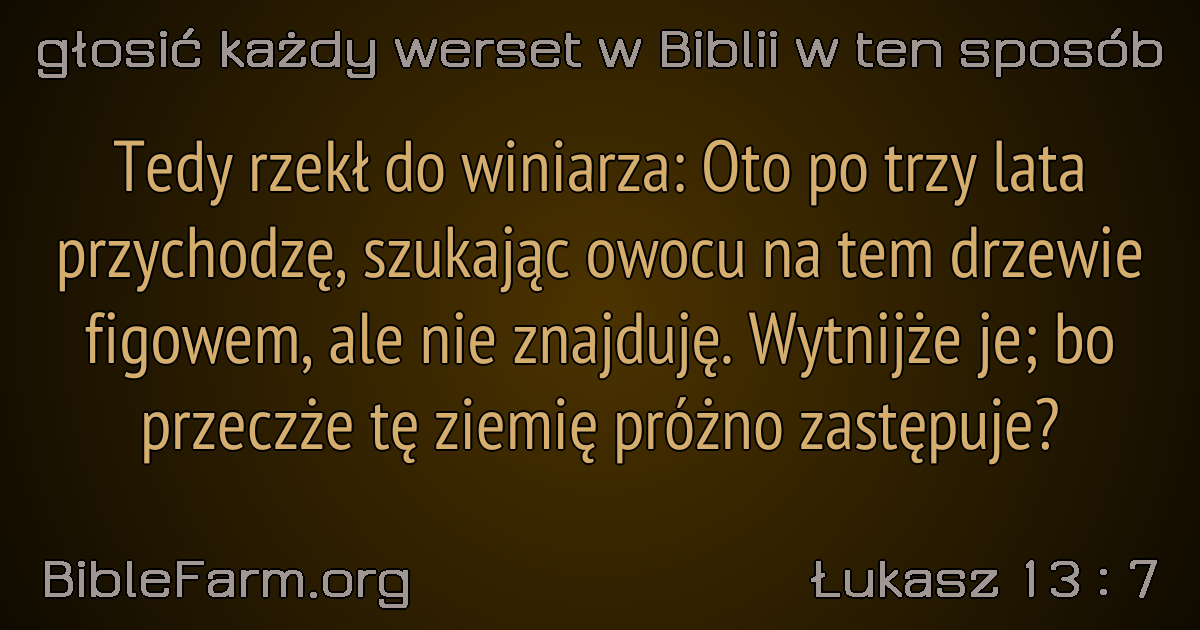 głosić każdy werset w Biblii w ten sposób
Tedy rzekł do winiarza: Oto po trzy lata
przychodzę, szukając owocu na tem drzewie
figowem, ale nie znajduję. Wytnijże je; bo
przeczże tę ziemię próżno zastępuje?
BibleFarm.org
Łukasz 13 : 7